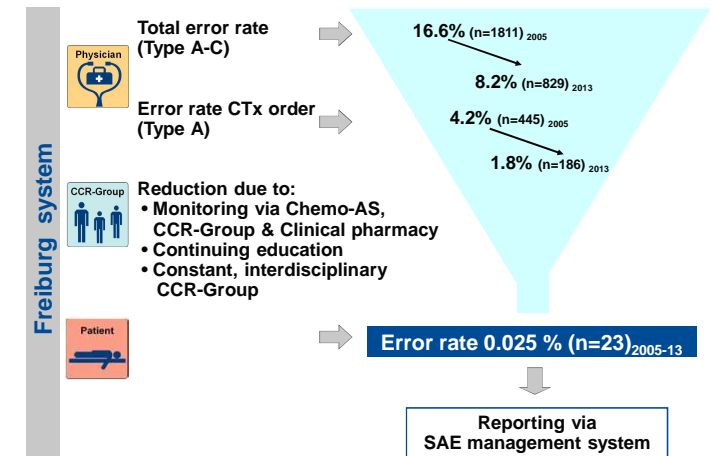 Freiburg system
Physician
Total error rate
(Type A-C)
16.6% (n=1811) 2005
8.2% (n=829) 2013
Error rate CTx order
(Type A)
4.2% (n=445) 2005
1.8% (n=186) 2013
CCR-Group
Reduction due to:
• Monitoring via Chemo-AS,
CCR-Group & Clinical pharmacy
• Continuing education
• Constant, interdisciplinary
CCR-Group
Patient
Error rate 0.025 % (n=23)2005-13
Reporting via
SAE management system